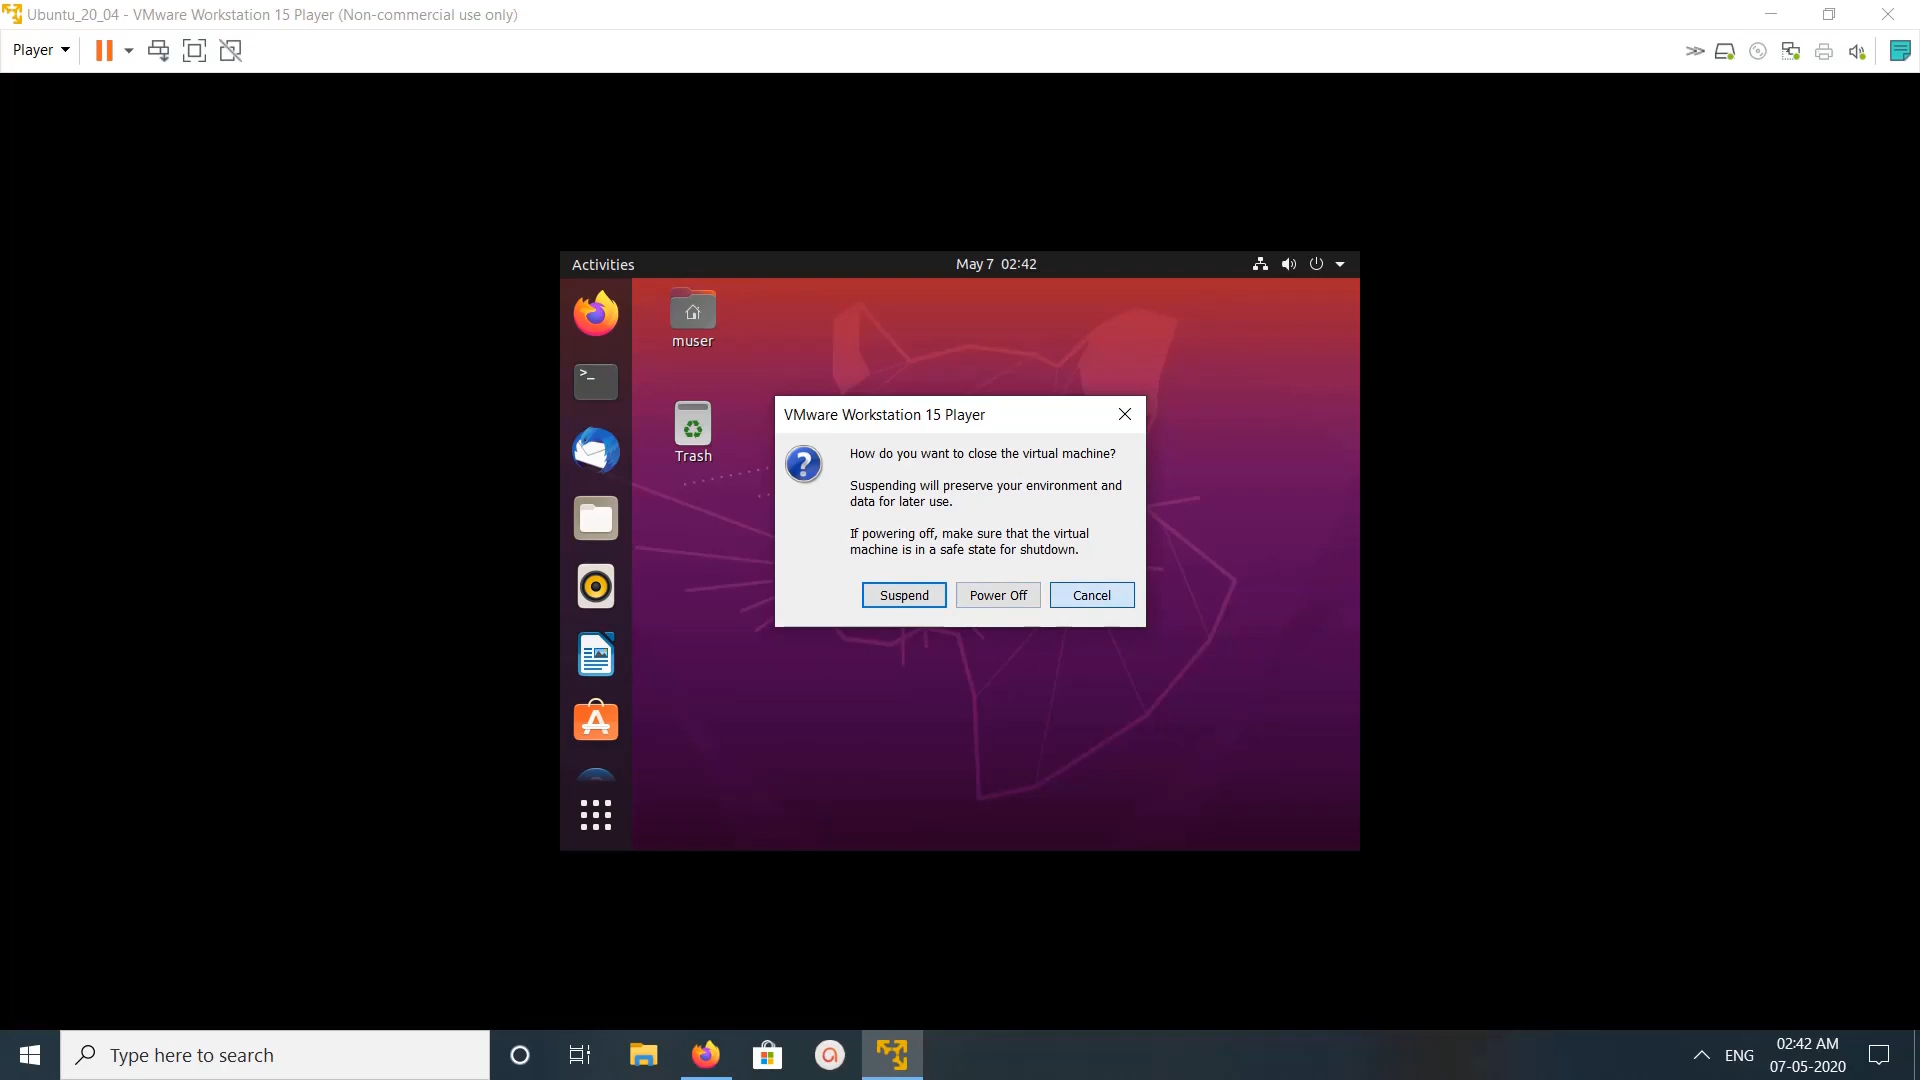 Ubuntu_20_04 - VMware Workstation 15 Player (Non-commercial use only)
Player
Activities
May 7 02:42
muser
Trash
>_
VMware Workstation 15 Player
How do you want to close the virtual machine?
Suspending will preserve your environment and
data for later use.
If powering off, make sure that the virtual
machine is in a safe state for shutdown.
Suspend
Power Off
Cancel
Type here to search
ENG
02:42 AM
07-05-2020